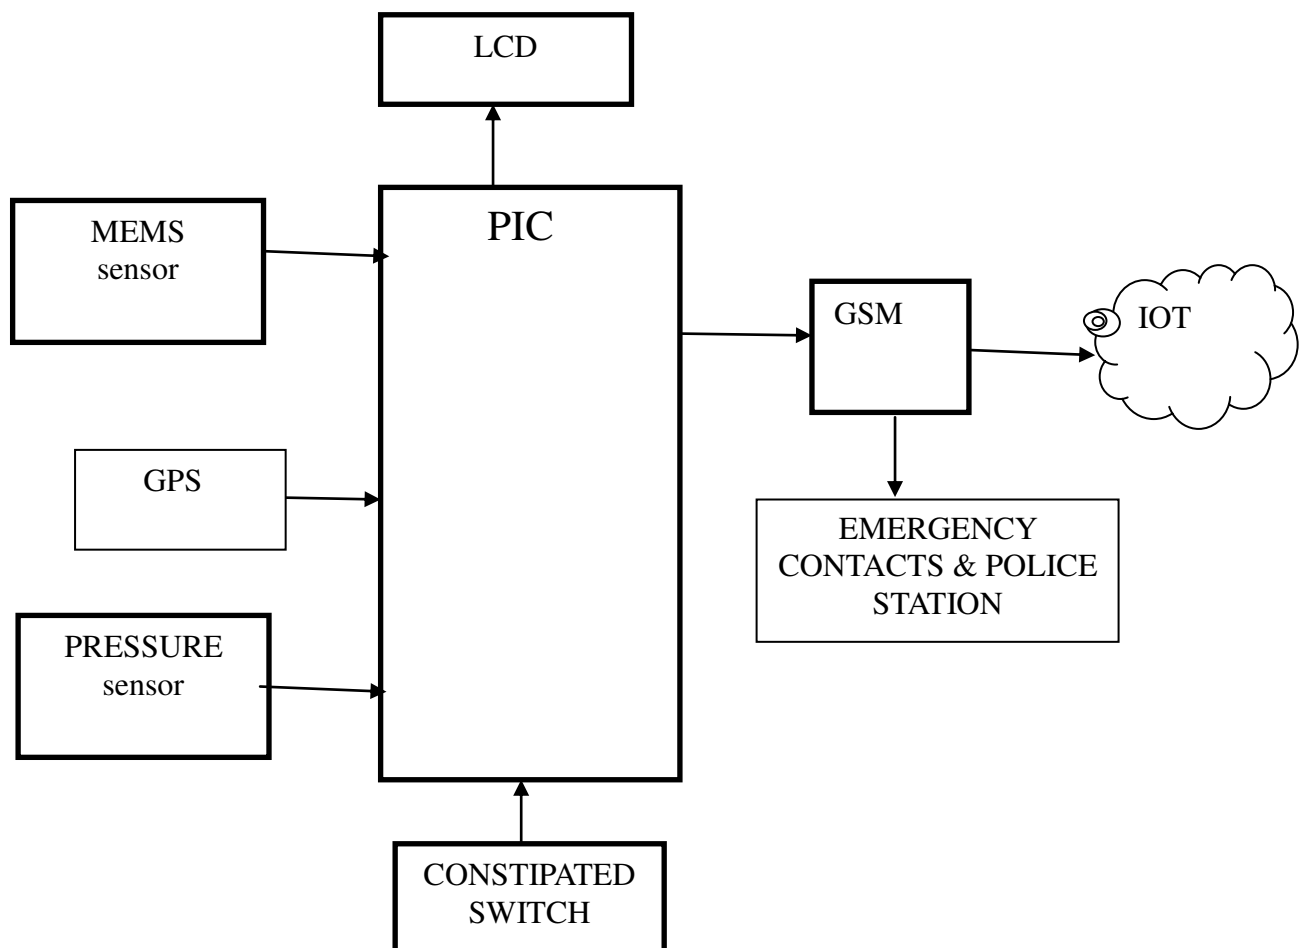 LCD
MEMS
sensor
PIC
GSM
IOT
GPS
EMERGENCY
CONTACTS & POLICE
STATION
PRESSURE
sensor
CONSTIPATED
SWITCH